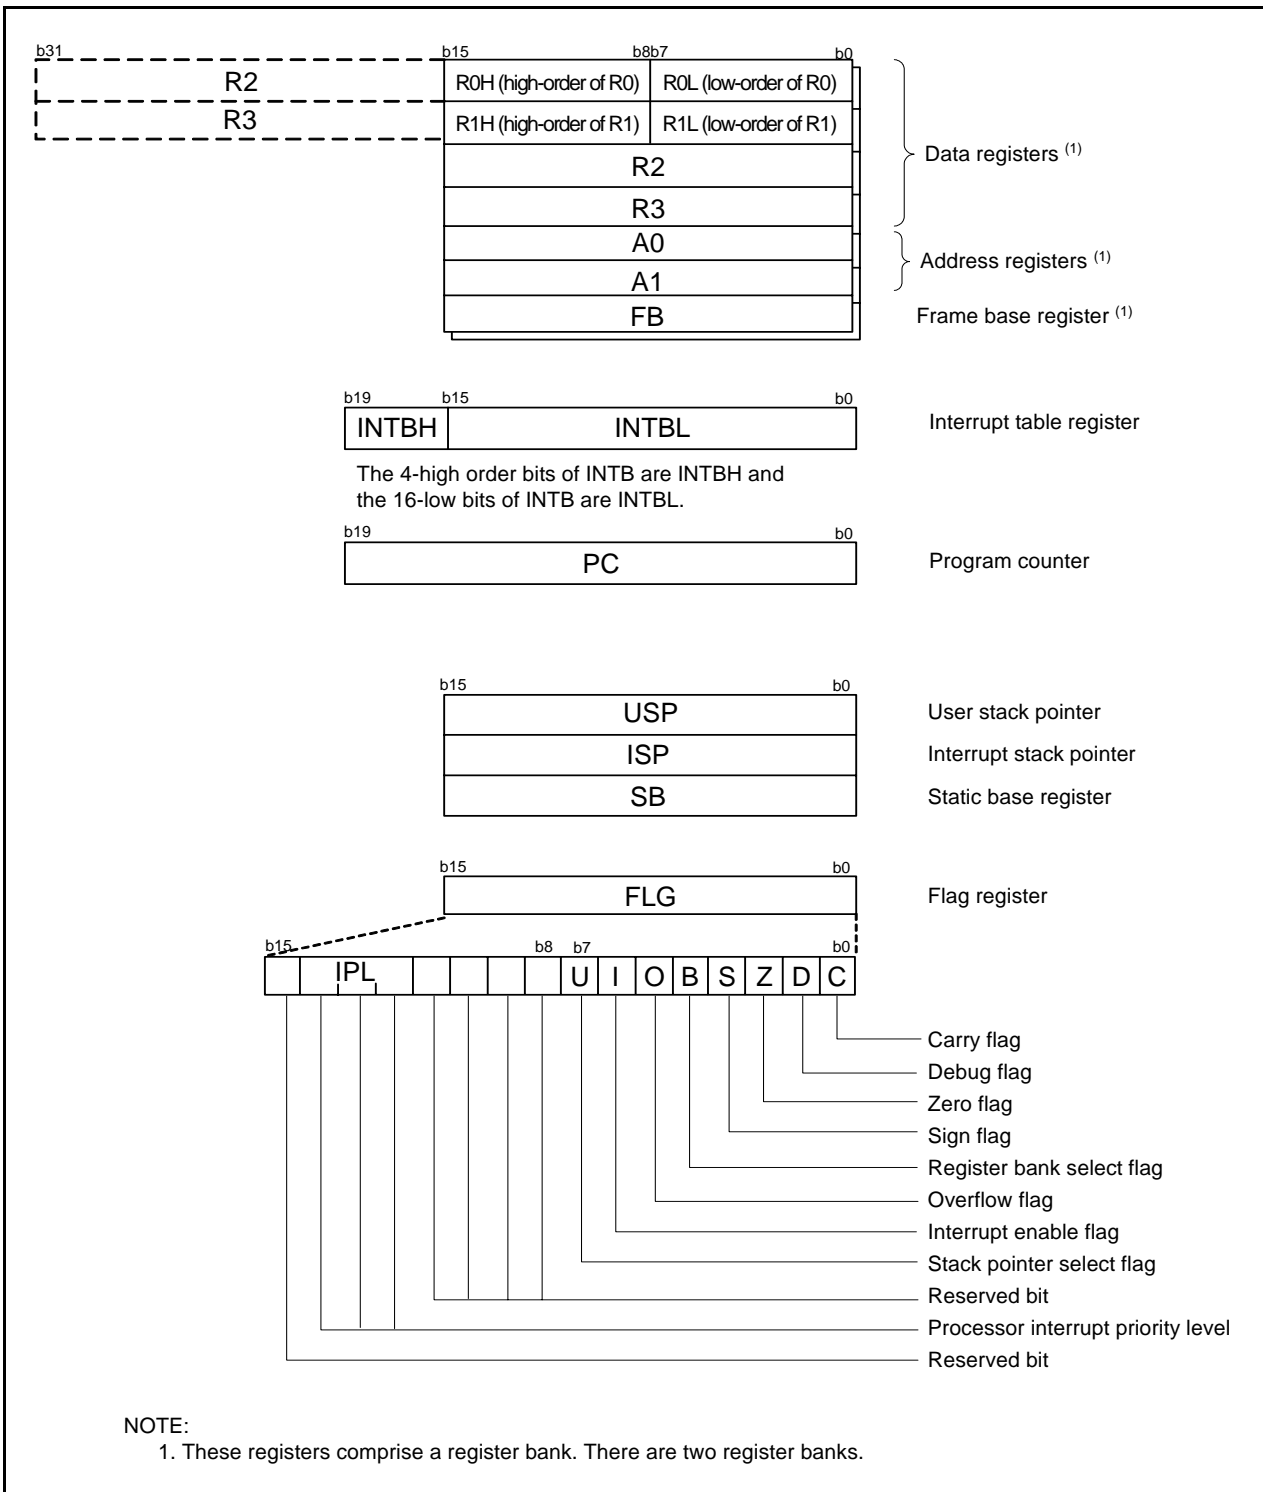 b31 b15 b8b7 b0
R2 R0H (high-order of R0) R0L (low-order of R0)
R3 R1H (high-order of R1) R1L (low-order of R1)
R2
Data registers (1)
R3
A0
Address registers (1)
A1
FB Frame base register (1)
b19 b15 b0
INTBH INTBL Interrupt table register
The 4-high order bits of INTB are INTBH and
the 16-low bits of INTB are INTBL.
b19 b0
PC Program counter
b15 b0
USP User stack pointer
ISP Interrupt stack pointer
SB Static base register
b15 b0
FLG Flag register
b15 b8 b7 b0
IPL U I O B S Z D C
Carry flag
Debug flag
Zero flag
Sign flag
Register bank select flag
Overflow flag
Interrupt enable flag
Stack pointer select flag
Reserved bit
Processor interrupt priority level
Reserved bit
NOTE:
1. These registers comprise a register bank. There are two register banks.